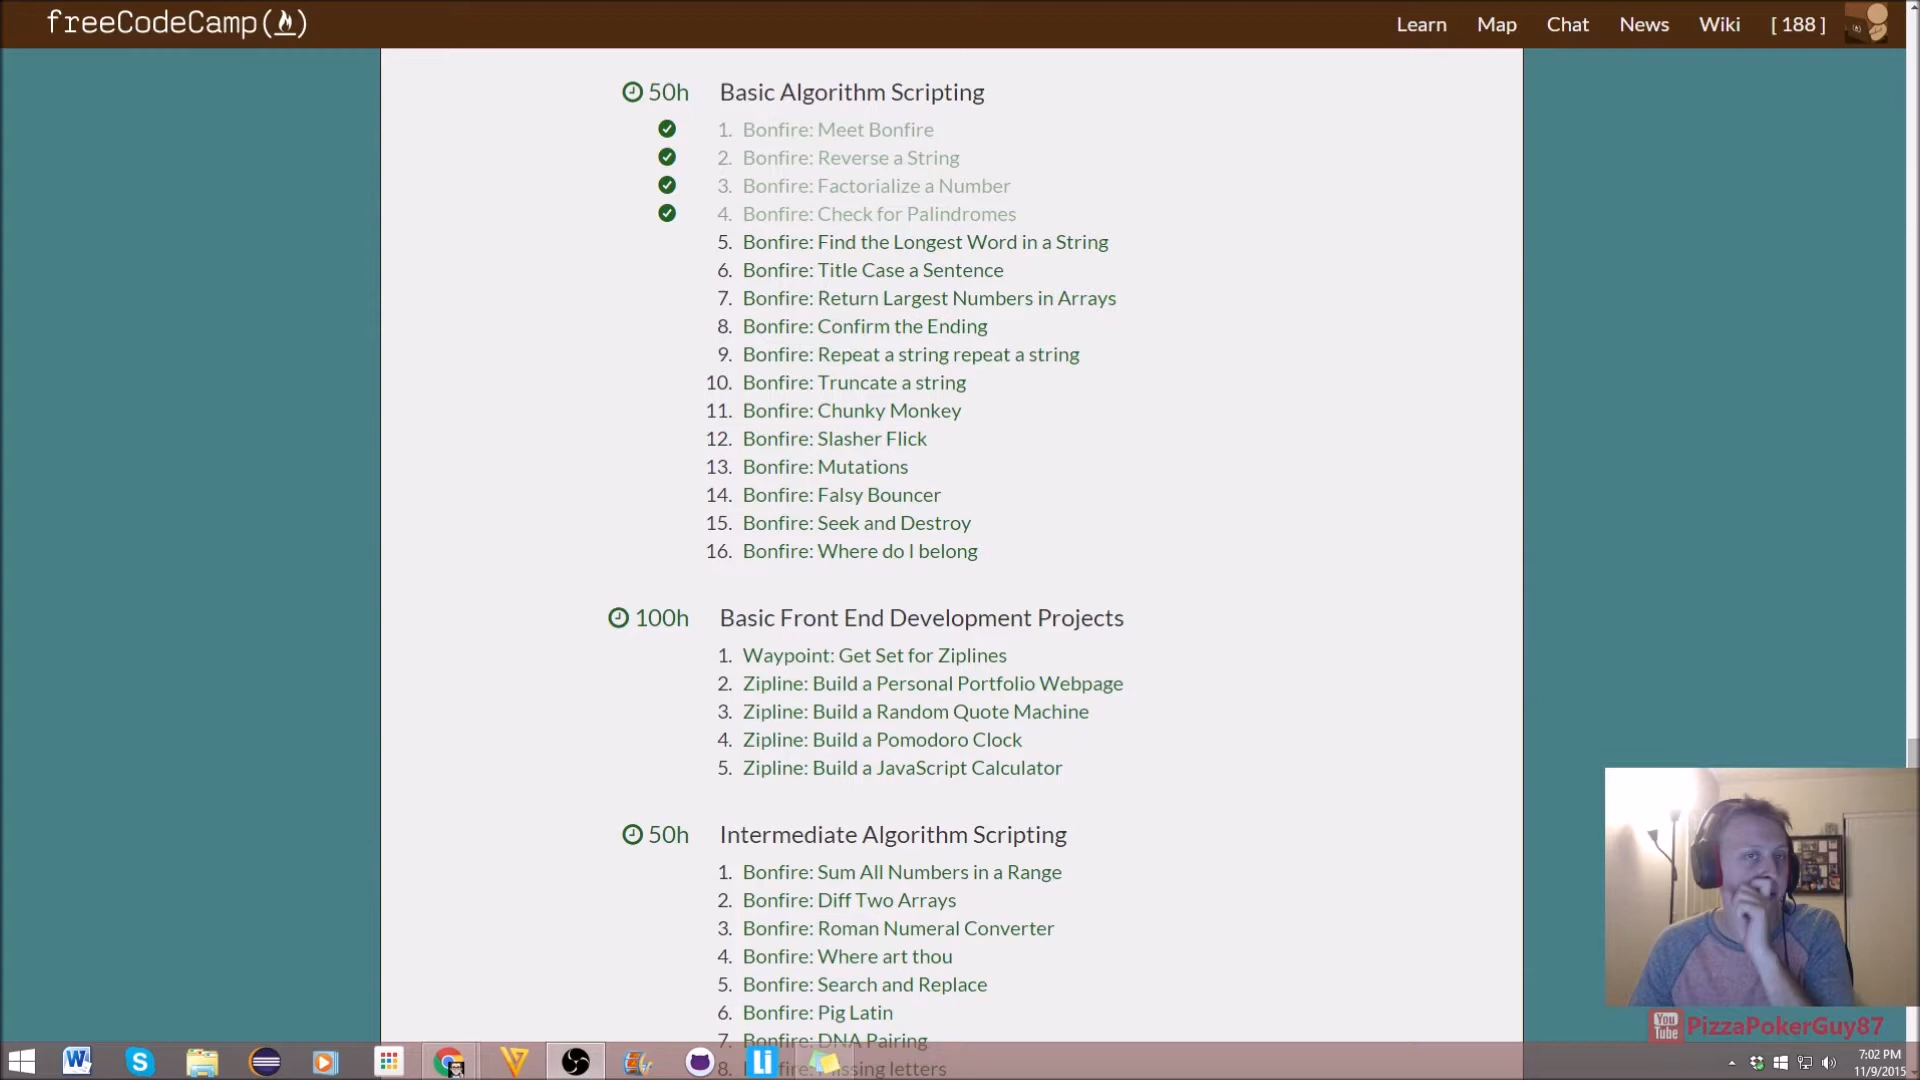 freeCodeCamp
Learn Map Chat News Wiki [ 188 ]
50h Basic Algorithm Scripting
1. Bonfire: Meet Bonfire
2. Bonfire: Reverse a String
3. Bonfire: Factorialize a Number
4. Bonfire: Check for Palindromes
5. Bonfire: Find the Longest Word in a String
6. Bonfire: Title Case a Sentence
7. Bonfire: Return Largest Numbers in Arrays
8. Bonfire: Confirm the Ending
9. Bonfire: Repeat a string repeat a string
10. Bonfire: Truncate a string
11. Bonfire: Chunky Monkey
12. Bonfire: Slasher Flick
13. Bonfire: Mutations
14. Bonfire: Falsy Bouncer
15. Bonfire: Seek and Destroy
16. Bonfire: Where do I belong
100h Basic Front End Development Projects
1. Waypoint: Get Set for Ziplines
2. Zipline: Build a Personal Portfolio Webpage
3. Zipline: Build a Random Quote Machine
4. Zipline: Build a Pomodoro Clock
5. Zipline: Build a JavaScript Calculator
50h Intermediate Algorithm Scripting
1. Bonfire: Sum All Numbers in a Range
2. Bonfire: Diff Two Arrays
3. Bonfire: Roman Numeral Converter
4. Bonfire: Where art thou
5. Bonfire: Search and Replace
6. Bonfire: Pig Latin
7. Bonfire: DNA Pairing
8. letters
You Tube PizzaPokerGuy87
W S Li
7:02 PM
11/9/2015